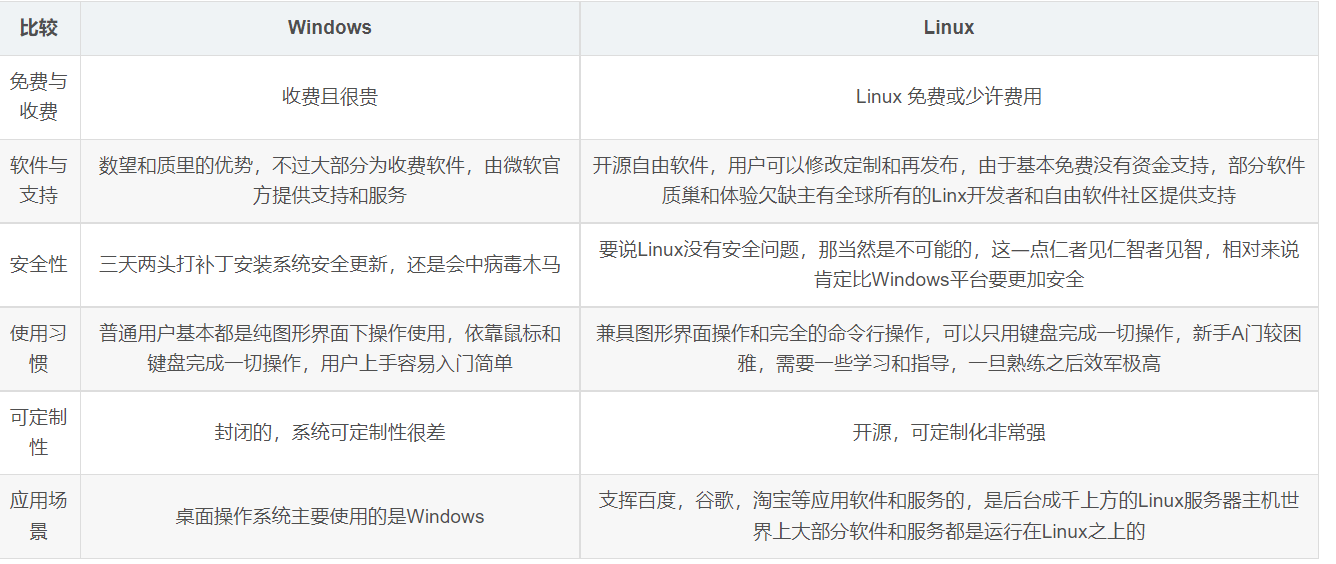 比较
Windows
Linux
免费与
收费
收费且很贵
Linux 免费或少许费用
软件与
支持
数望和质里的优势，不过大部分为收费软件，由微软官
方提供支持和服务
开源自由软件，用户可以修改定制和再发布，由于基本免费没有资金支持，部分软件
质巢和体验欠缺主有全球所有的Linx开发者和自由软件社区提供支持
安全性
三天两头打补丁安装系统安全更新，还是会中病毒木马
要说Linux没有安全问题，那当然是不可能的，这—点仁者见仁智者见智，相对来说
肯定比Windows平台要更加安全
使用习
惯
普通用户基本都是纯图形界面下操作使用，依靠鼠标和
键盘完成一切操作，用户上手容易入门简单
兼具图形界面操作和完全的命令行操作，可以只用键盘完成一切操作，新手A门较困
雅，需要一些学习和指导，一旦熟练之后效军极高
可定制
性
封闭的，系统可定制性很差
开源，可定制化非常强
应用场
景
桌面操作系统主要使用的是Windows
支挥百度，谷歌，淘宝等应用软件和服务的，是后台成千上方的Linux服务器主机世
界上大部分软件和服务都是运行在Linux之上的